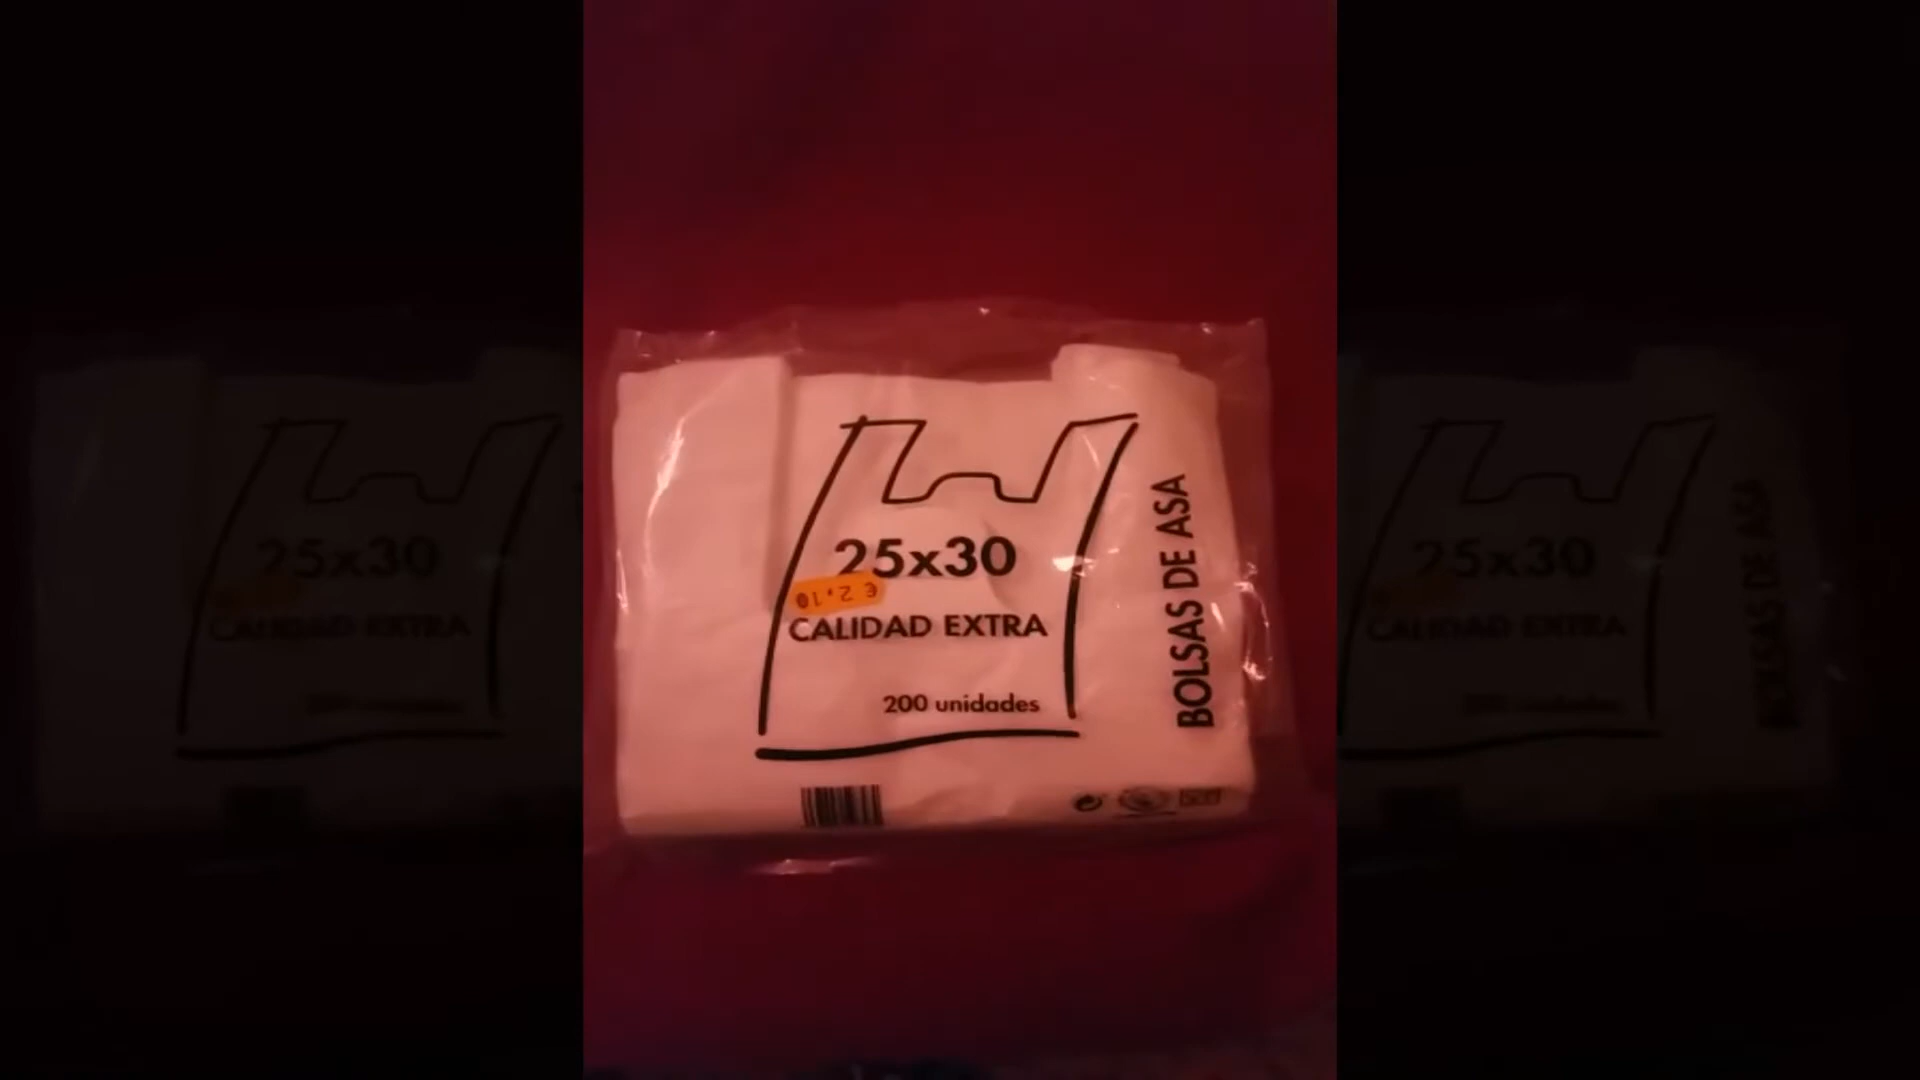 25x30
€ 2,10
CALIDAD EXTRA
200 unidades
BOLSAS DE ASA